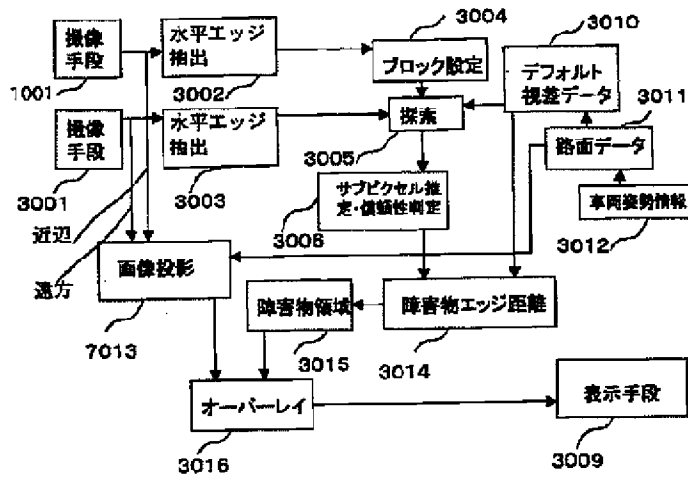 撮像
手段
1001
水平エッジ
抽出
3002
3004
ブロック設定
3010
デフォルト
視差データ
3011
路面データ
撮像
手段
3001
水平エッジ
抽出
3003
探索
3005
サブピクセル推
定・信頼性判定
3006
車両姿勢情報
3012
近辺
遠方
画像投影
7013
障害物領域
3015
障害物エッジ距離
3014
オーバーレイ
3016
表示手段
3009